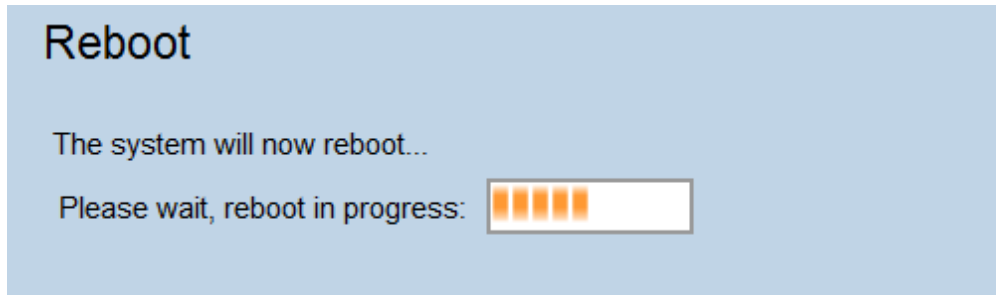 Reboot
The system will now reboot...
Please wait, reboot in progress: